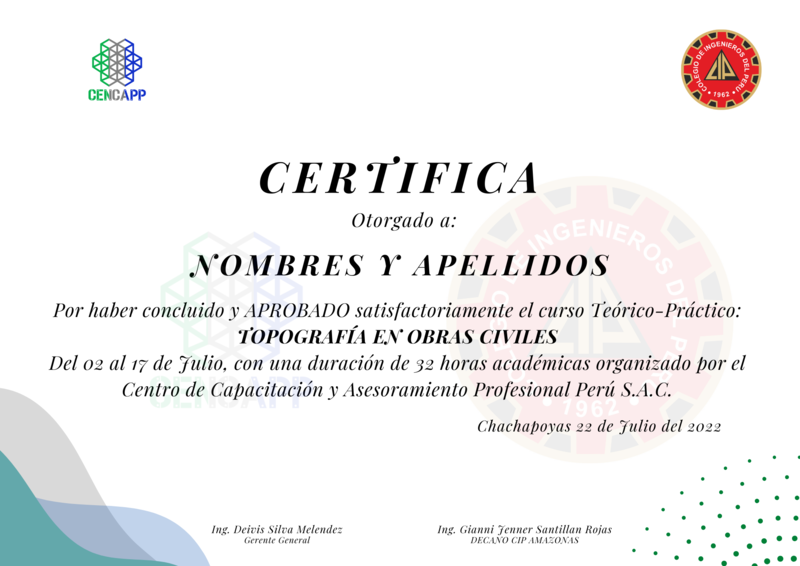 CENCAPP
COLEGIO DE INGENIEROS DEL PERU
CIP
1962
CERTIFICA
Otorgado a:
NOMBRES Y APELLIDOS
Por haber concluido y APROBADO satisfactoriamente el curso Teórico-Práctico:
TOPOGRAFÍA EN OBRAS CIVILES
Del 02 al 17 de Julio, con una duración de 32 horas académicas organizado por el
Centro de Capacitación y Asesoramiento Profesional Perú S.A.C.
Chachapoyas 22 de Julio del 2022
Ing. Deivis Silva Melendez
Gerente General
Ing. Gianni Jenner Santillan Rojas
DECANO CIP AMAZONAS